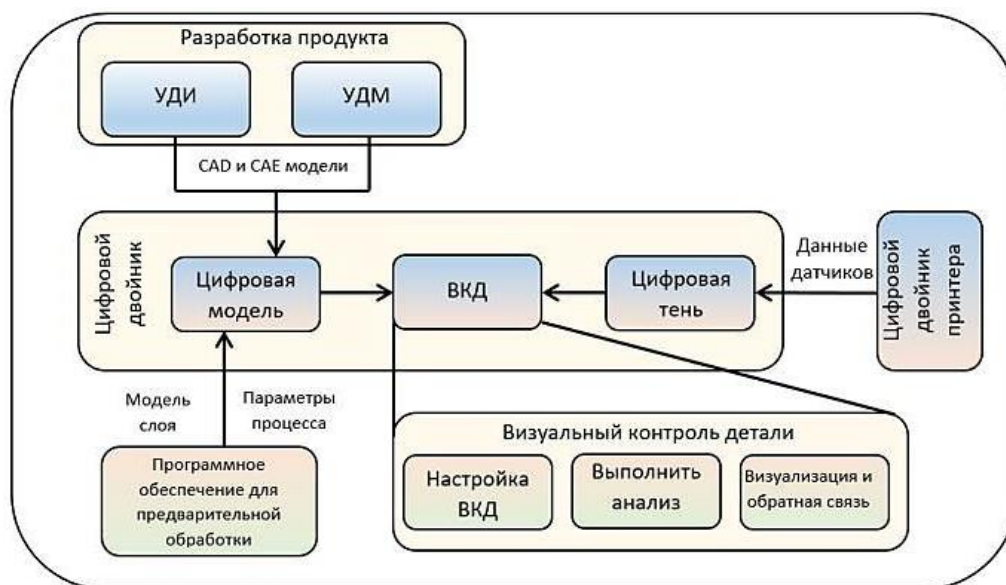 Разработка продукта
УДИ
УДМ
CAD и CAE модели
Цифровой
двойник
Цифровая
модель
ВКД
Цифровая
тень
Данные
датчиков
Цифровой
двойник
принтера
Модель
слоя
Параметры
процесса
Программное
обеспечение для
предварительной
обработки
Визуальный контроль детали
Настройка
ВКД
Выполнить
анализ
Визуализация и
обратная связь